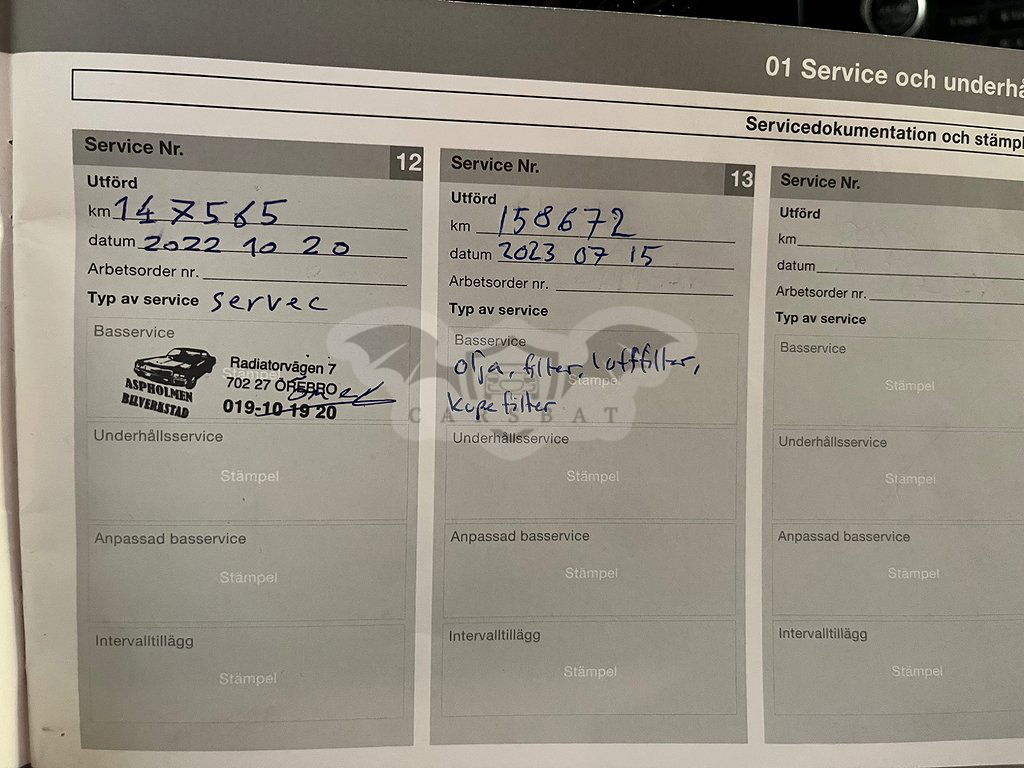 01 Service och underhå
Servicedokumentation och stämpl
Service Nr.
12
Utförd
km 147565
datum 2022 10 20
Arbetsorder nr.
Typ av service servec
Basservice
Stämpel
ASPHOLMEN
BILVERKSTAD
Radiatorvägen 7
702 27 ÖREBRO
019-10 19 20
Underhållsservice
Stämpel
Anpassad basservice
Stämpel
Intervalltillägg
Stämpel
Service Nr.
13
Utförd
km 158672
datum 2023 07 15
Arbetsorder nr.
Typ av service
Basservice
Stämpel
olja, filter, luftfilter,
kupefilter
Underhållsservice
Stämpel
Anpassad basservice
Stämpel
Intervalltillägg
Stämpel
Service Nr.
Utförd
km
datum
Arbetsorder nr.
Typ av service
Basservice
Stämpel
Underhållsservice
Stämpel
Anpassad basservice
Stämpel
Intervalltillägg
Stämpel
CARSBAT